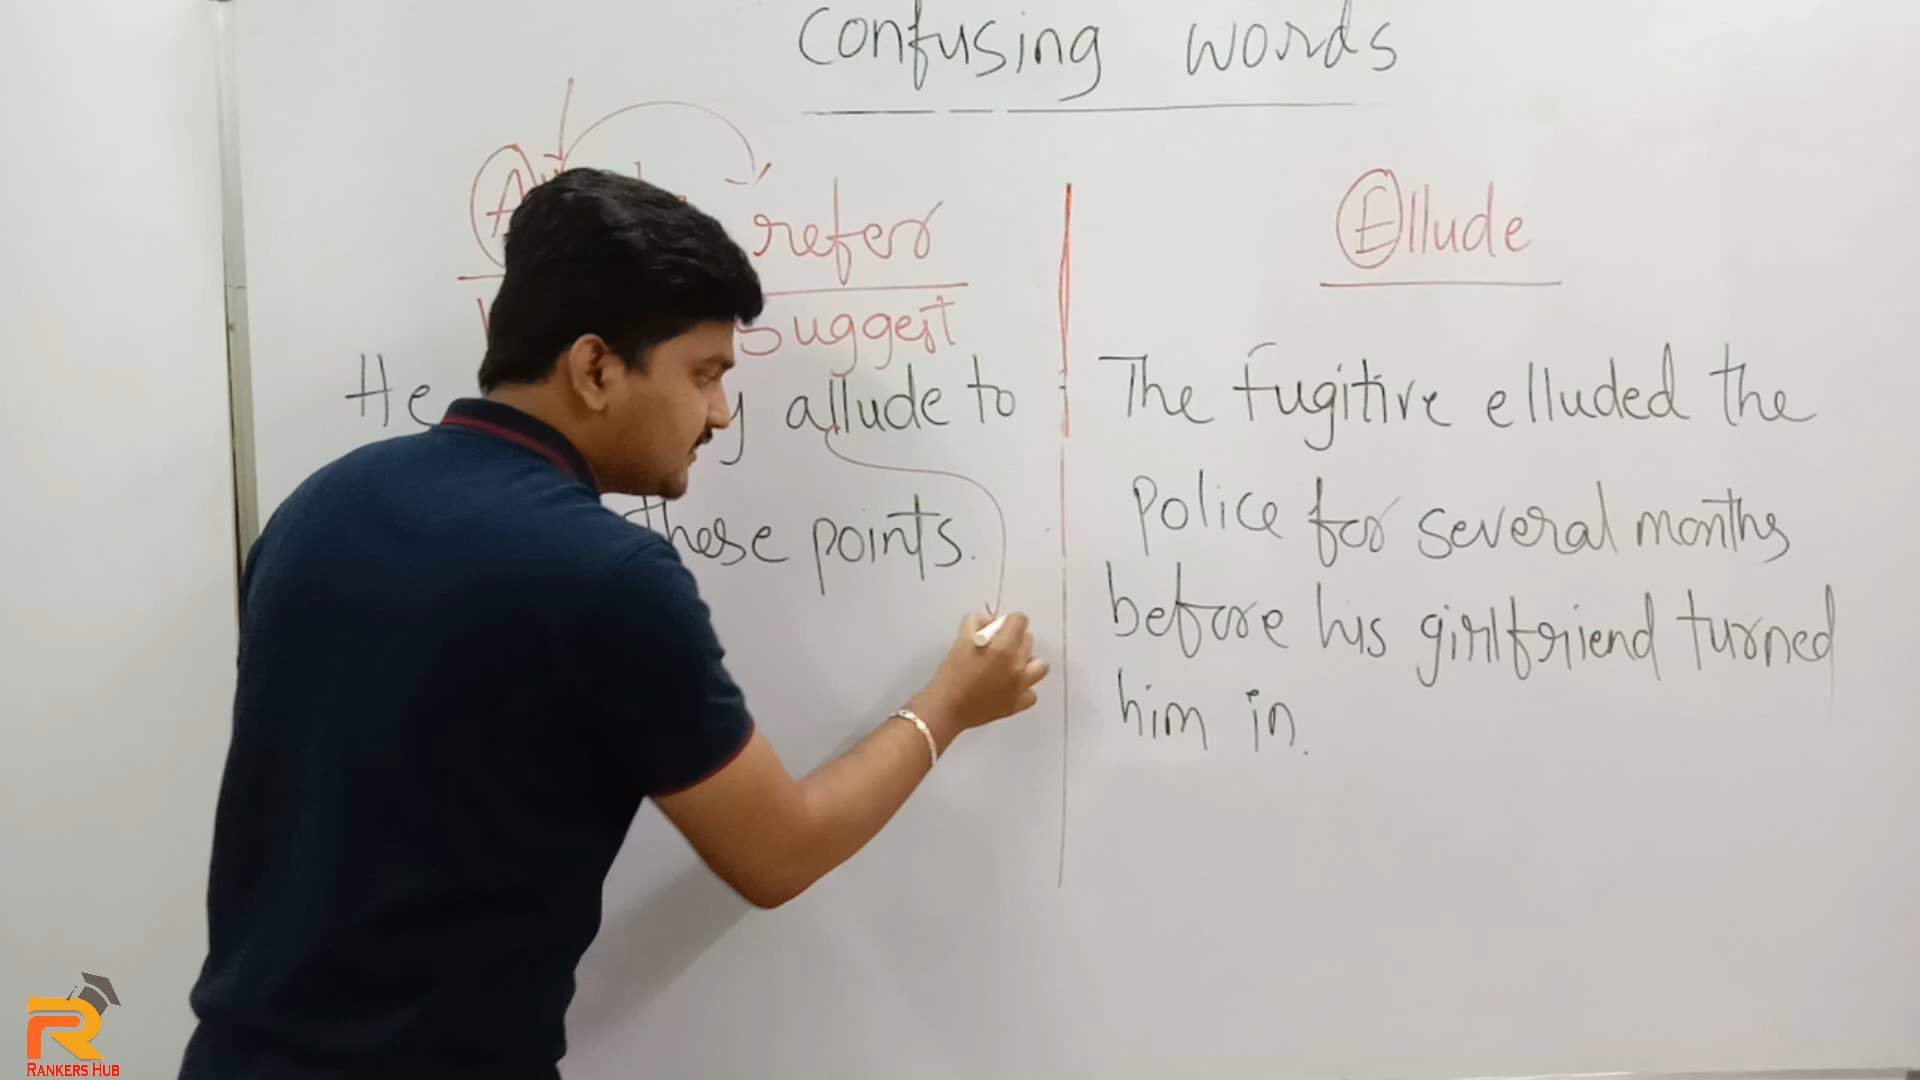 Confusing words
refer
suggest
He allude to
these points.
Ellude
The fugitive elluded the
police for several months
before his girlfriend turned
him in.
RANKERS HUB